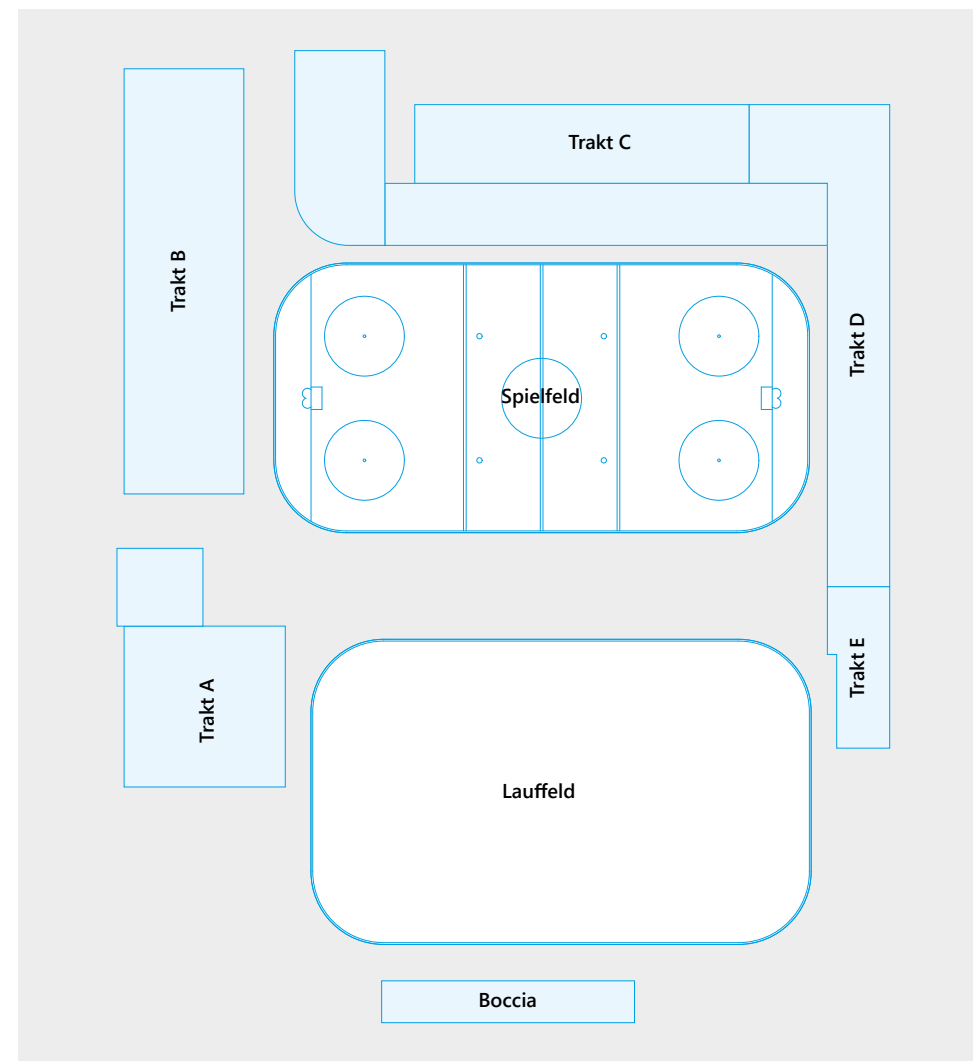 Trakt C
Trakt B
Trakt D
Spielfeld
Trakt E
Trakt A
Lauffeld
Boccia